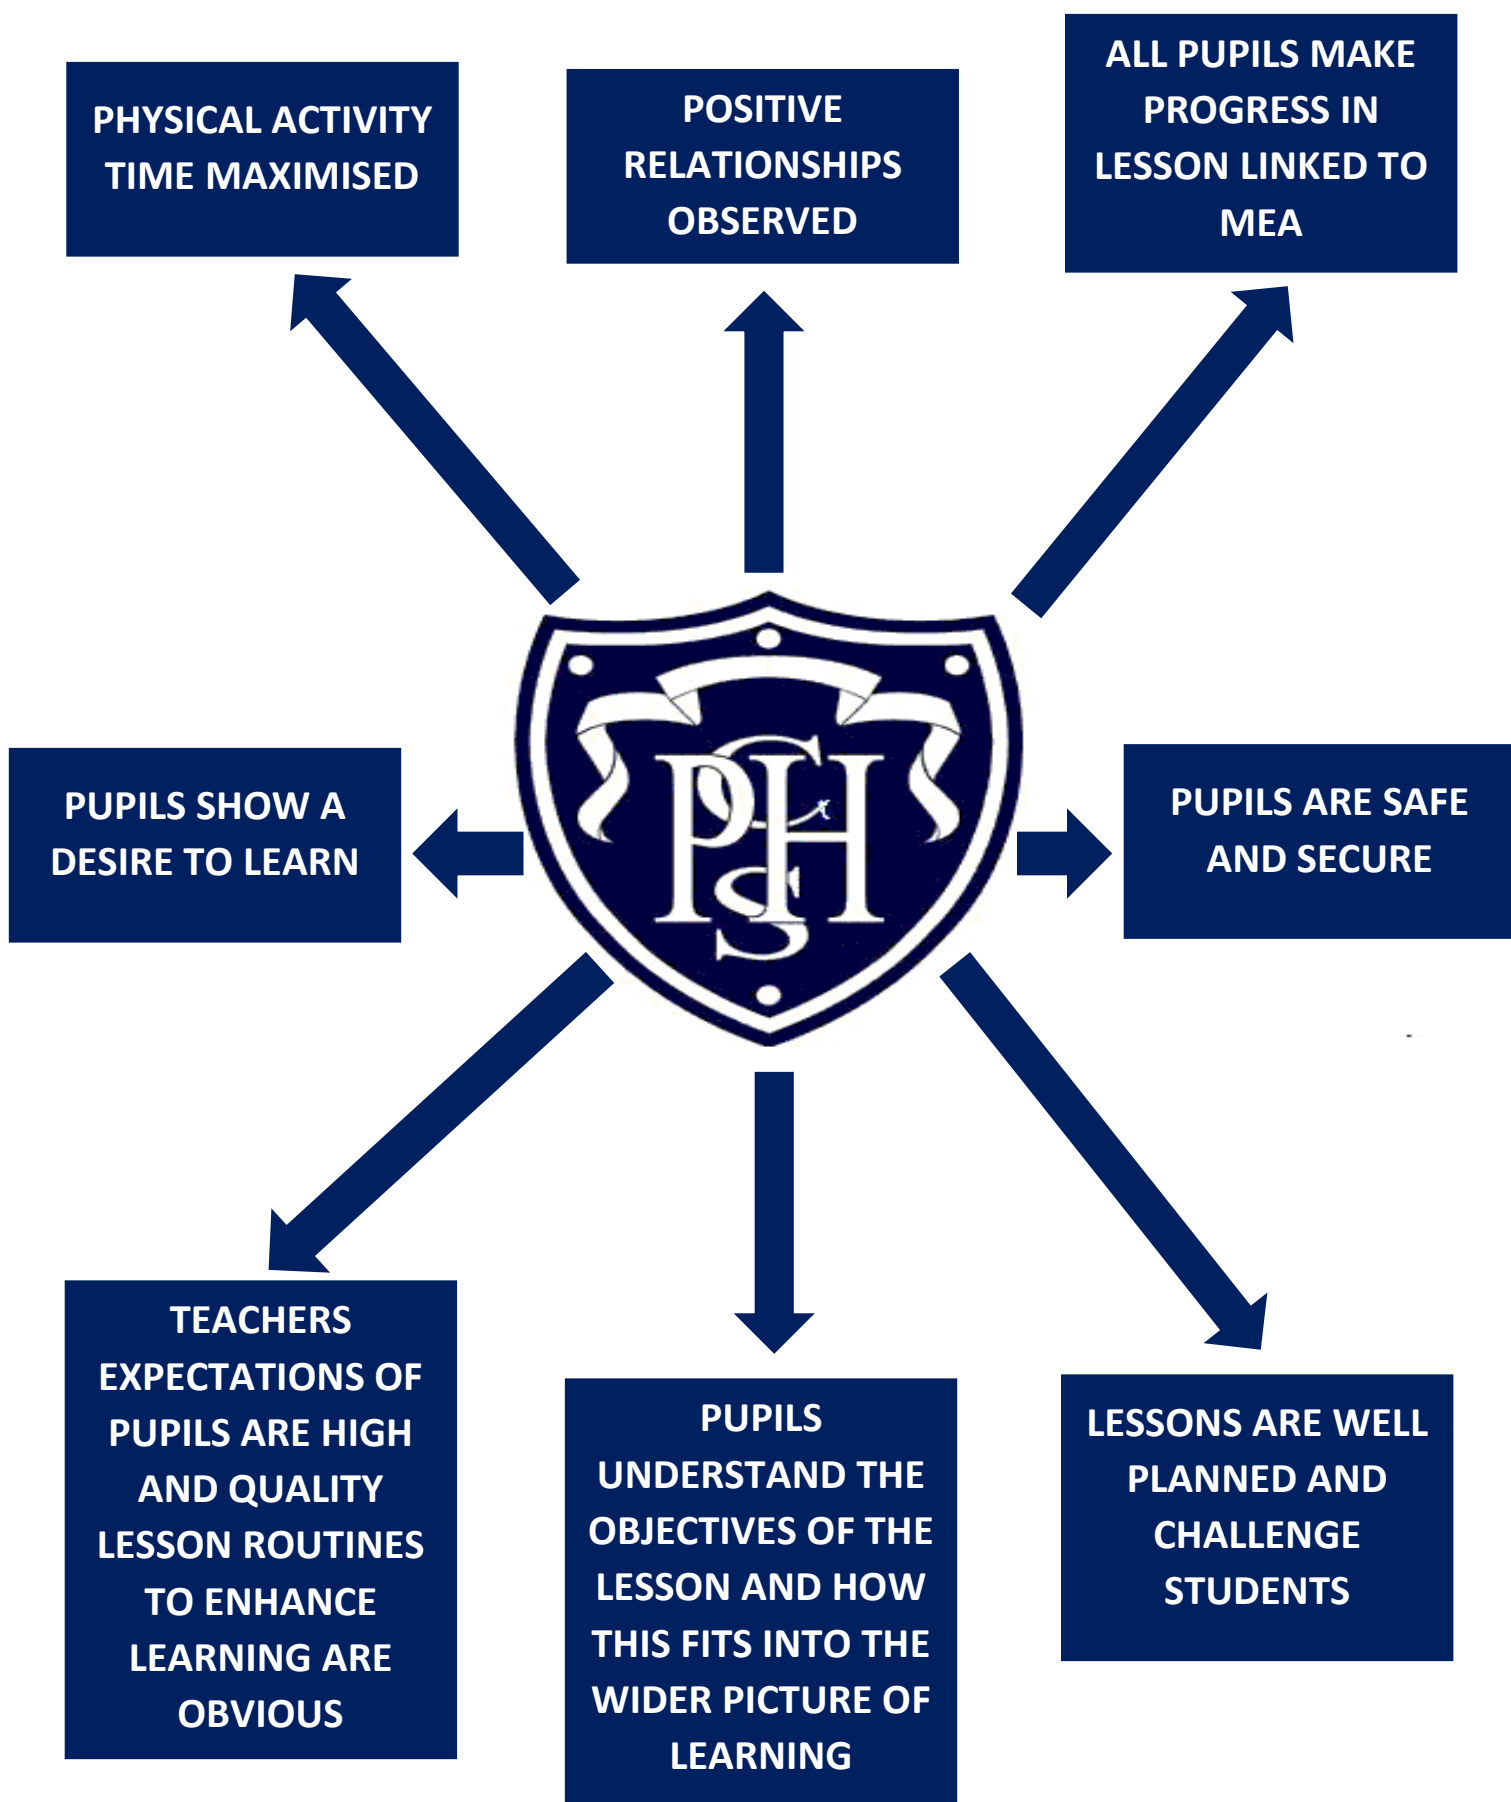 PHYSICAL ACTIVITY
TIME MAXIMISED
POSITIVE
RELATIONSHIPS
OBSERVED
ALL PUPILS MAKE
PROGRESS IN
LESSON LINKED TO
MEA
PUPILS SHOW A
DESIRE TO LEARN
PCHS
PUPILS ARE SAFE
AND SECURE
TEACHERS
EXPECTATIONS OF
PUPILS ARE HIGH
AND QUALITY
LESSON ROUTINES
TO ENHANCE
LEARNING ARE
OBVIOUS
PUPILS
UNDERSTAND THE
OBJECTIVES OF THE
LESSON AND HOW
THIS FITS INTO THE
WIDER PICTURE OF
LEARNING
LESSONS ARE WELL
PLANNED AND
CHALLENGE
STUDENTS